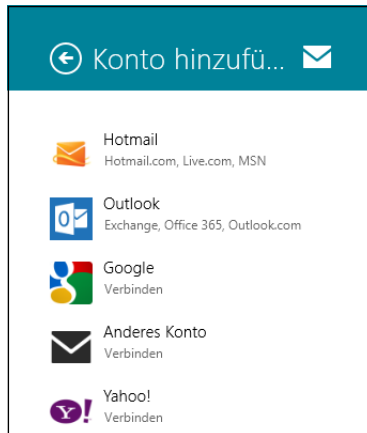 Konto hinzufü...
Hotmail
Hotmail.com, Live.com, MSN
Outlook
Exchange, Office 365, Outlook.com
Google
Verbinden
Anderes Konto
Verbinden
Yahoo!
Verbinden